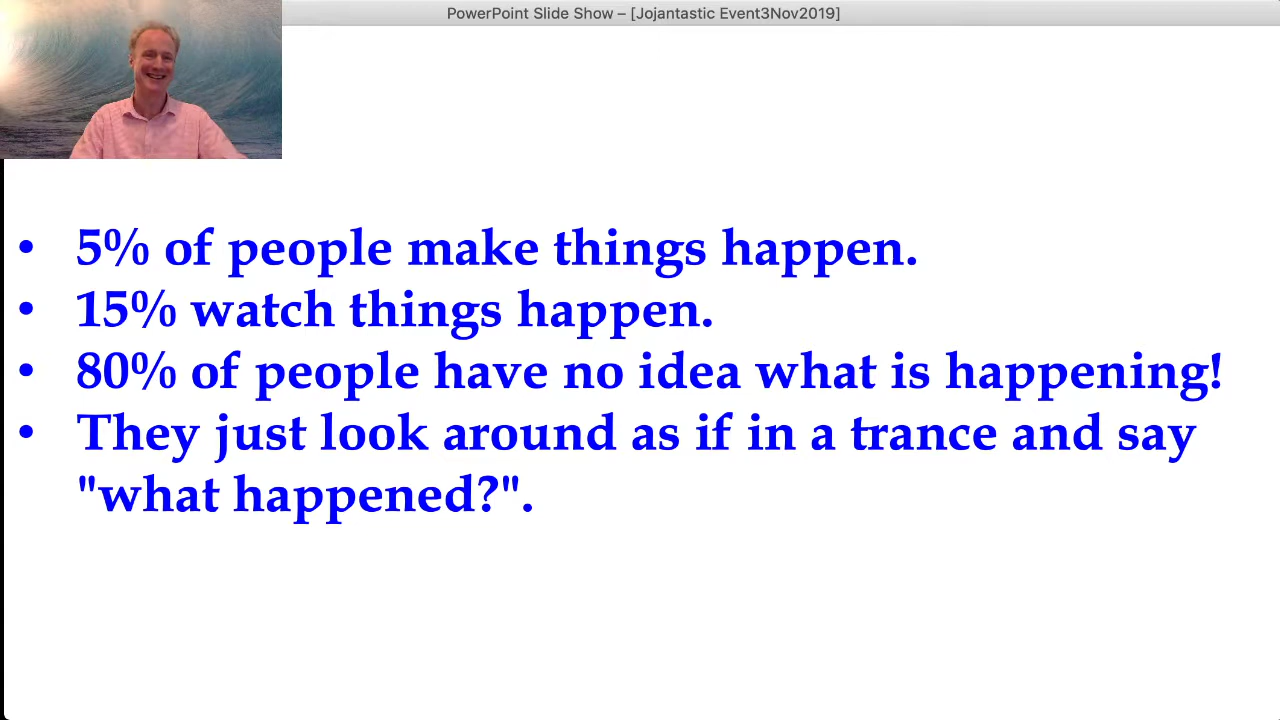 PowerPoint Slide Show – [Jojantastic Event3Nov2019]
• 5% of people make things happen.
• 15% watch things happen.
• 80% of people have no idea what is happening!
• They just look around as if in a trance and say
"what happened?".